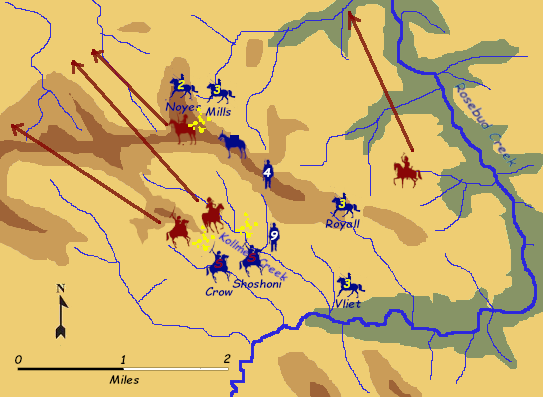 2
3
Noyes Mills
4
Rosebud Creek
3
Royall
9
Kollmar Creek
S
S
Crow
Shoshoni
3
Vliet
N
0 1 2
Miles